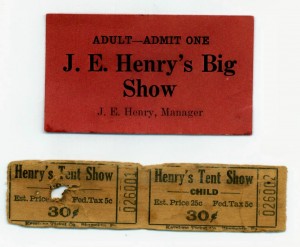 ADULT—ADMIT ONE
J. E. Henry's Big
Show
J. E. Henry, Manager
Henry's Tent Show
Est. Price Fed.Tax 5c
30¢
026001
Henry's Tent Show
CHILD
Est. Price 25c Fed.Tax 5c
30¢
026002